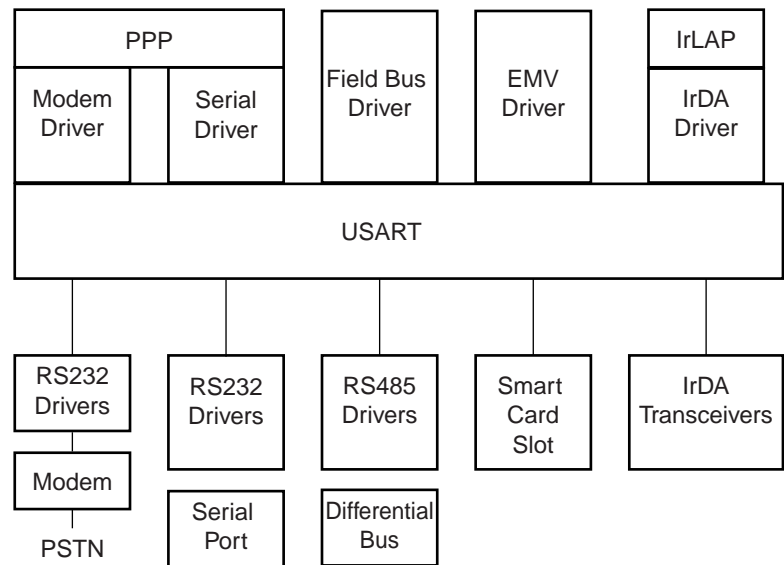 PPP
Modem
Driver
Serial
Driver
Field Bus
Driver
EMV
Driver
IrLAP
IrDA
Driver
USART
RS232
Drivers
Modem
PSTN
RS232
Drivers
Serial
Port
RS485
Drivers
Differential
Bus
Smart
Card
Slot
IrDA
Transceivers